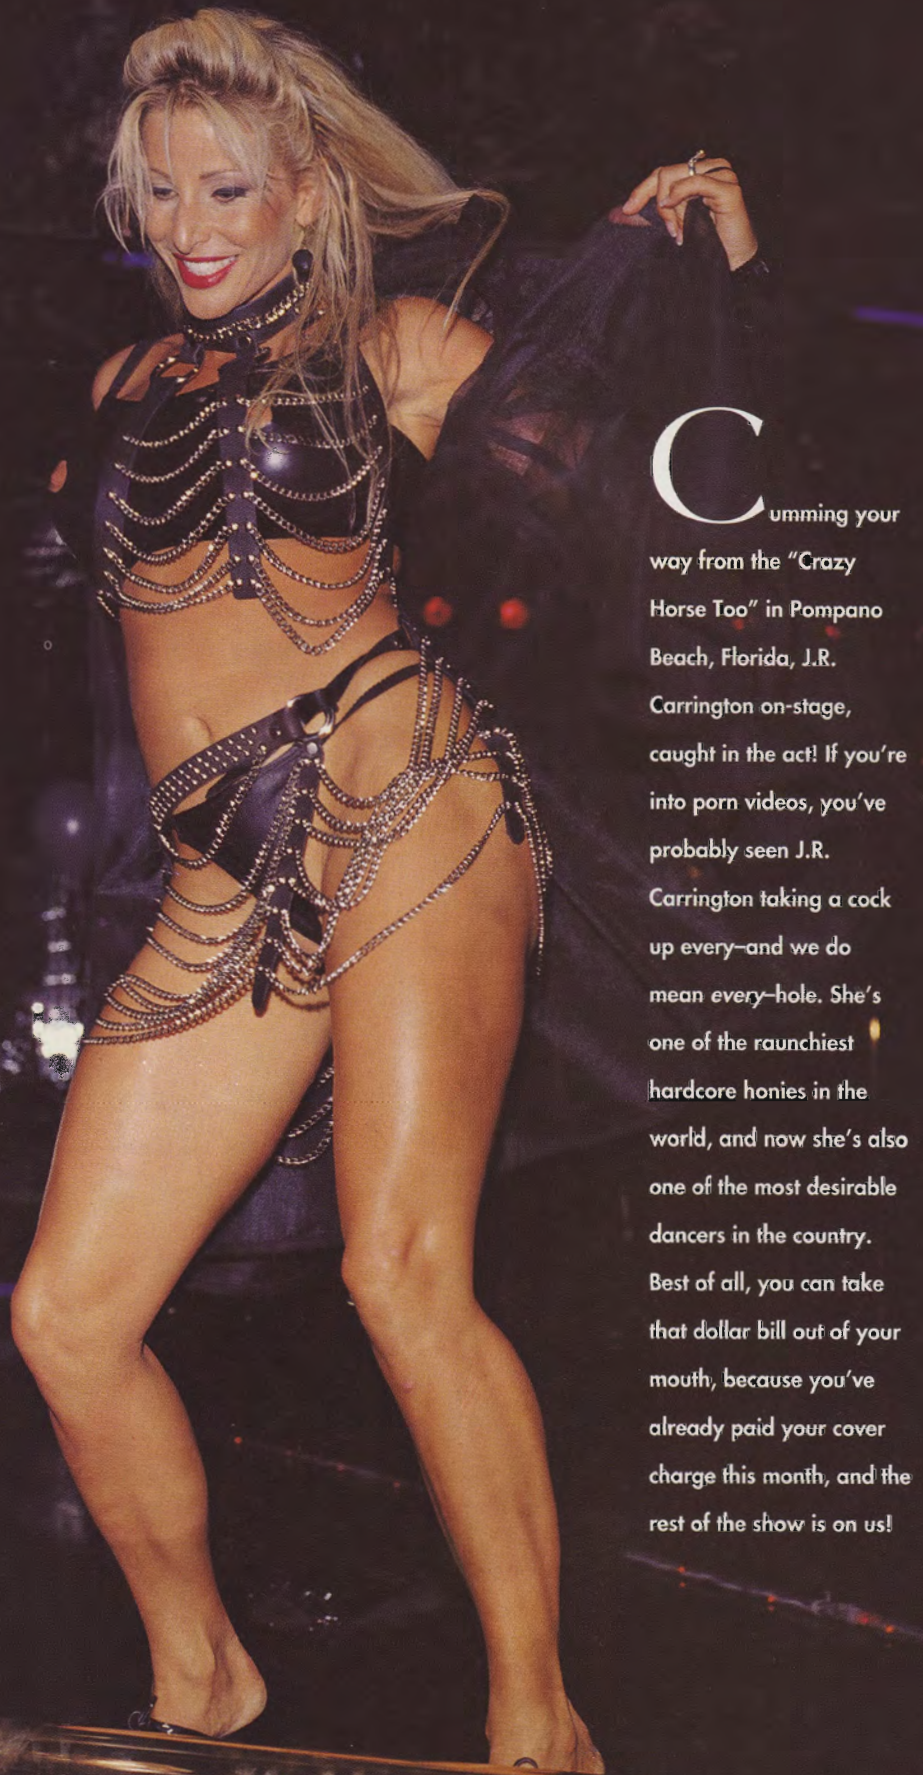 Cumming your
way from the “Crazy
Horse Too” in Pompano
Beach, Florida, J.R.
Carrington on-stage,
caught in the act! If you’re
into porn videos, you’ve
probably seen J.R.
Carrington taking a cock
up every–and we do
mean every–hole. She’s
one of the raunchiest
hardcore honies in the
world, and now she’s also
one of the most desirable
dancers in the country.
Best of all, you can take
that dollar bill out of your
mouth, because you’ve
already paid your cover
charge this month, and the
rest of the show is on us!